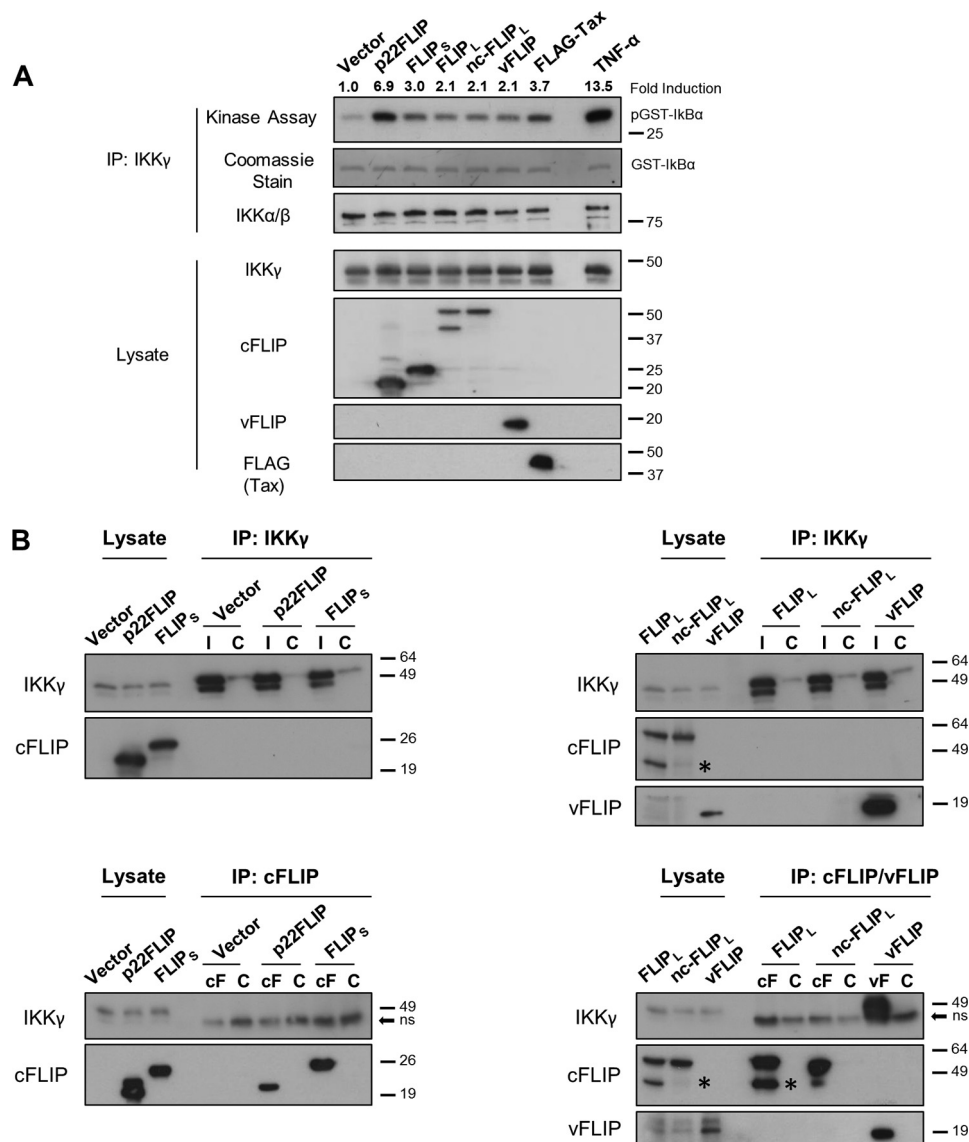 A
Vector p22FLIP FLIPS FLIPL nc-FLIPL vFLIP FLAG-Tax TNF-α
1.0 6.9 3.0 2.1 2.1 2.1 3.7 13.5 Fold Induction
IP: IKKγ
Kinase Assay pGST-IkBα
25
Coomassie Stain GST-IkBα
IKKα/β 75
Lysate
IKKγ 50
cFLIP 50
37
25
20
vFLIP 20
FLAG (Tax) 50
37
B
Lysate IP: IKKγ
Vector p22FLIP FLIPS Vector p22FLIP FLIPS
I C I C I C
IKKγ 64
49
cFLIP 26
19
Lysate IP: IKKγ
FLIPL nc-FLIPL vFLIP FLIPL nc-FLIPL vFLIP
I C I C I C
IKKγ 64
49
cFLIP * 64
49
vFLIP 19
Lysate IP: cFLIP
Vector p22FLIP FLIPS Vector p22FLIP FLIPS
cF C cF C cF C
IKKγ 49
ns
cFLIP 26
19
Lysate IP: cFLIP/vFLIP
FLIPL nc-FLIPL vFLIP FLIPL nc-FLIPL vFLIP
cF C cF C vF C
IKKγ 49
ns
cFLIP * * 64
49
vFLIP 19